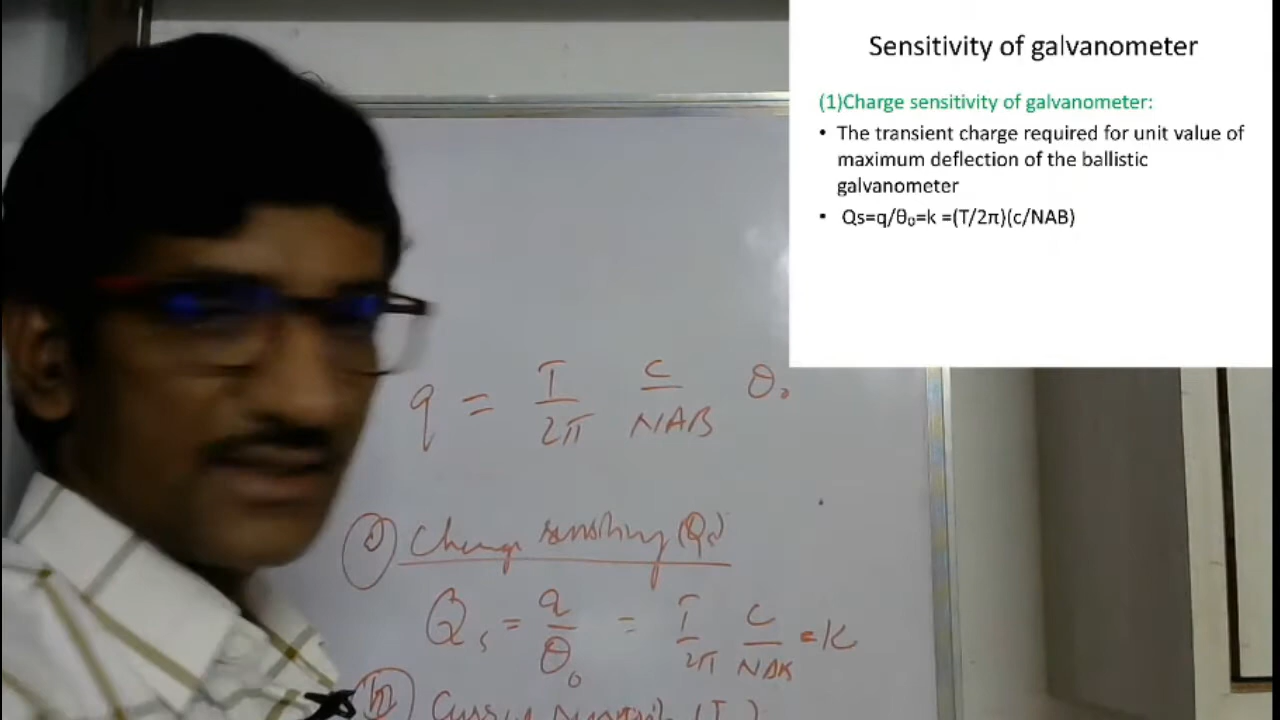 Sensitivity of galvanometer
(1)Charge sensitivity of galvanometer:
• The transient charge required for unit value of
maximum deflection of the ballistic
galvanometer
• Qs=q/θ₀=k =(T/2π)(c/NAB)
q = T/2π c/NAB θ₀
1) Charge sensitivity (Qs)
Qs = q/θ₀ = T/2π c/NAB = K